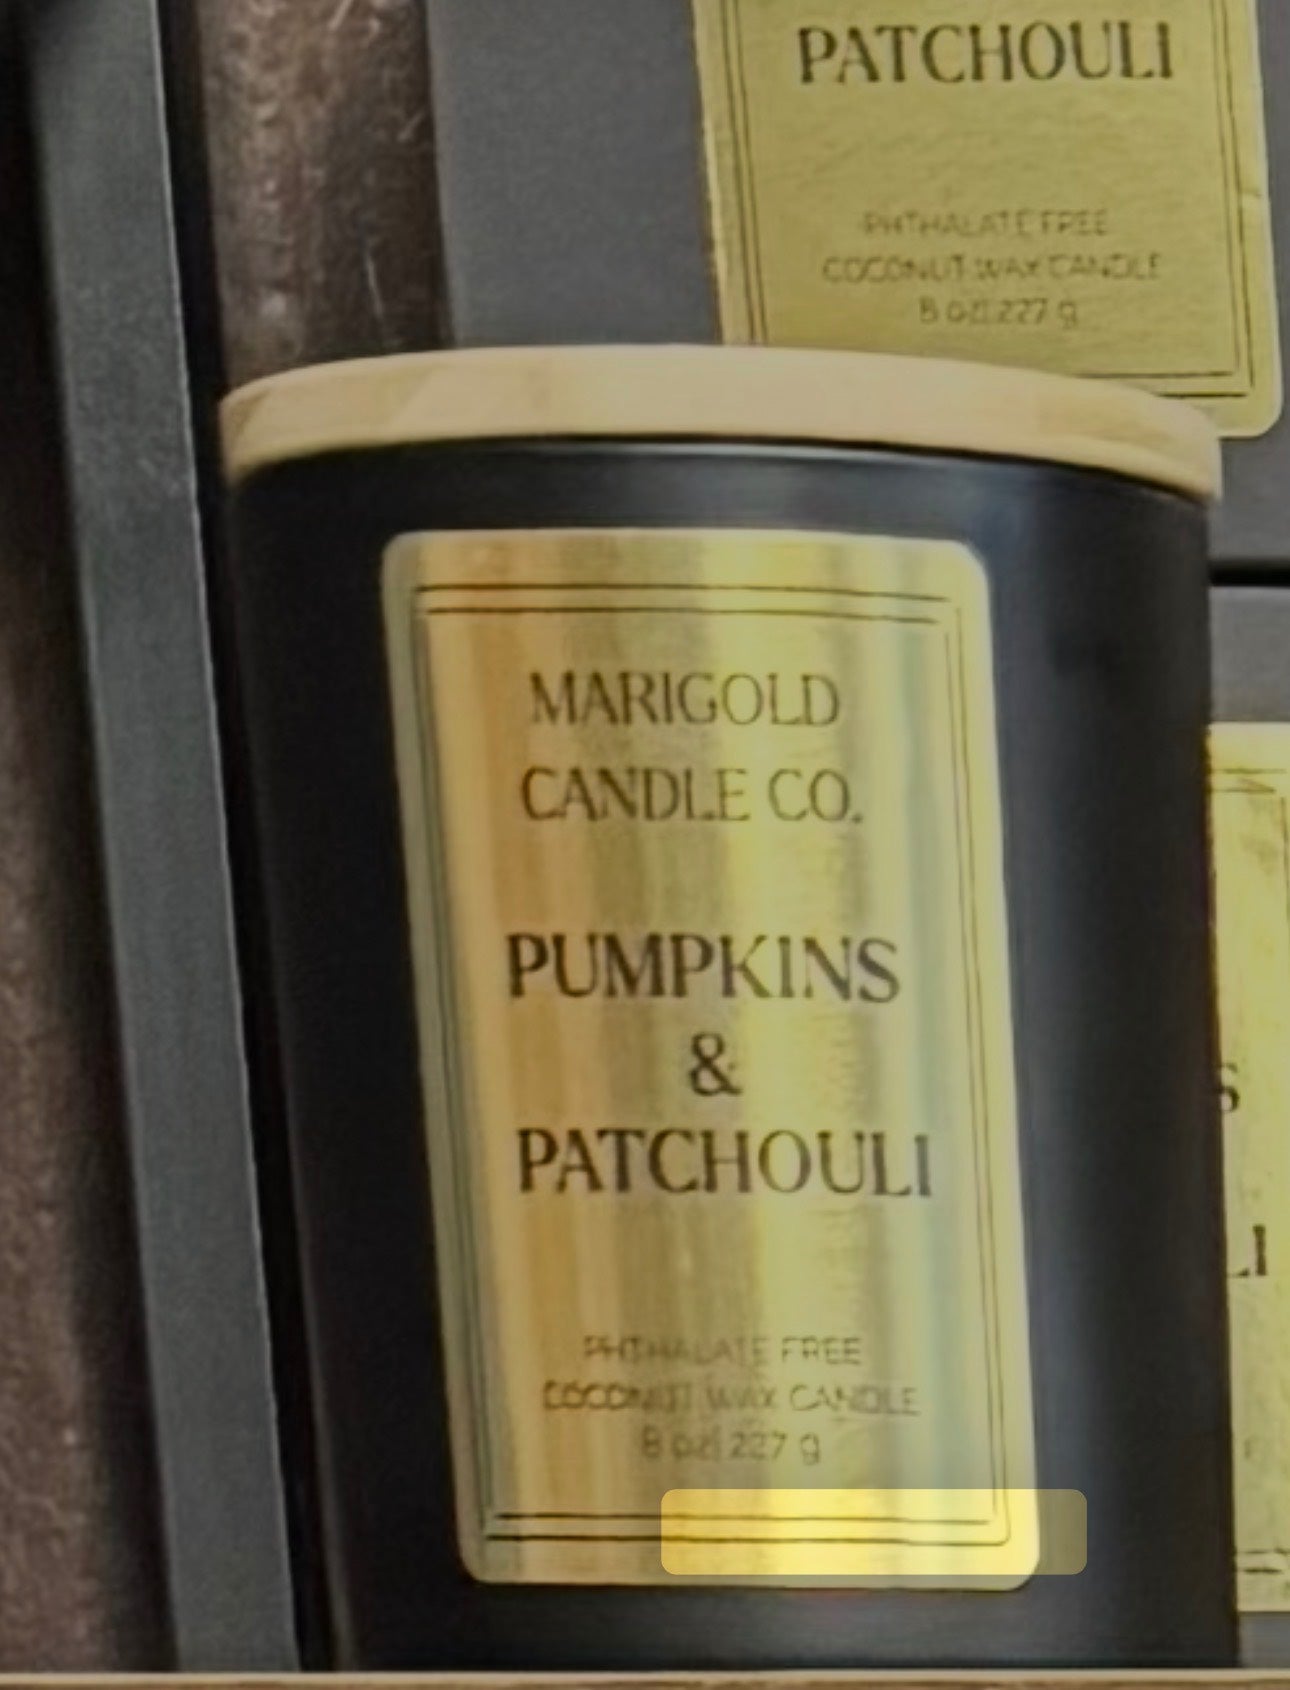 PATCHOULI
PHTHALATE FREE
COCONUT WAX CANDLE
8 oz | 227 g
MARIGOLD
CANDLE CO.
PUMPKINS
&
PATCHOULI
PHTHALATE FREE
COCONUT WAX CANDLE
8 oz | 227 g
S
LI